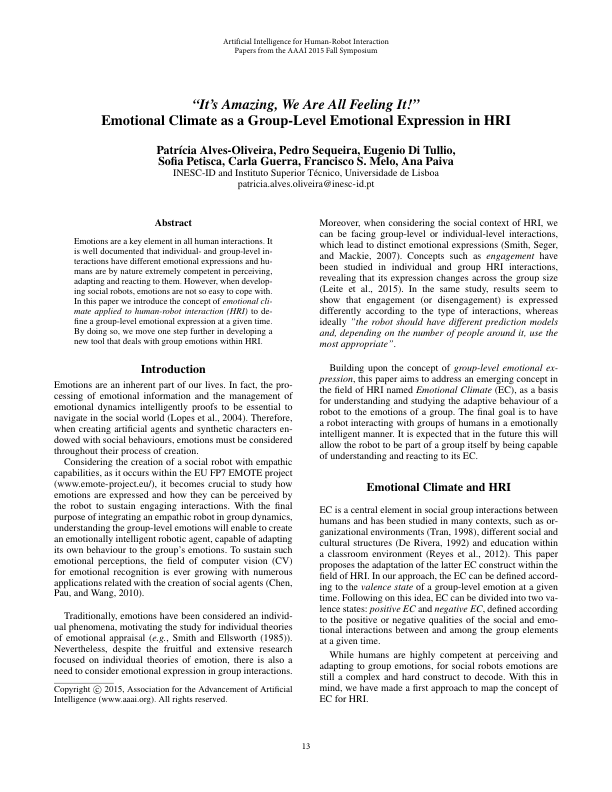 Artificial Intelligence for Human-Robot Interaction
Papers from the AAAI 2015 Fall Symposium
“It’s Amazing, We Are All Feeling It!”
Emotional Climate as a Group-Level Emotional Expression in HRI
Patrícia Alves-Oliveira, Pedro Sequeira, Eugenio Di Tullio,
Sofia Petisca, Carla Guerra, Francisco S. Melo, Ana Paiva
INESC-ID and Instituto Superior Técnico, Universidade de Lisboa
patricia.alves.oliveira@inesc-id.pt
Abstract
Emotions are a key element in all human interactions. It
is well documented that individual- and group-level in-
teractions have different emotional expressions and hu-
mans are by nature extremely competent in perceiving,
adapting and reacting to them. However, when develop-
ing social robots, emotions are not so easy to cope with.
In this paper we introduce the concept of emotional cli-
mate applied to human-robot interaction (HRI) to de-
fine a group-level emotional expression at a given time.
By doing so, we move one step further in developing a
new tool that deals with group emotions within HRI.
Introduction
Emotions are an inherent part of our lives. In fact, the pro-
cessing of emotional information and the management of
emotional dynamics intelligently proofs to be essential to
navigate in the social world (Lopes et al., 2004). Therefore,
when creating artificial agents and synthetic characters en-
dowed with social behaviours, emotions must be considered
throughout their process of creation.
Considering the creation of a social robot with empathic
capabilities, as it occurs within the EU FP7 EMOTE project
(www.emote-project.eu/), it becomes crucial to study how
emotions are expressed and how they can be perceived by
the robot to sustain engaging interactions. With the final
purpose of integrating an empathic robot in group dynamics,
understanding the group-level emotions will enable to create
an emotionally intelligent robotic agent, capable of adapting
its own behaviour to the group’s emotions. To sustain such
emotional perceptions, the field of computer vision (CV)
for emotional recognition is ever growing with numerous
applications related with the creation of social agents (Chen,
Pau, and Wang, 2010).
Traditionally, emotions have been considered an individ-
ual phenomena, motivating the study for individual theories
of emotional appraisal (e.g., Smith and Ellsworth (1985)).
Nevertheless, despite the fruitful and extensive research
focused on individual theories of emotion, there is also a
need to consider emotional expression in group interactions.
Copyright © 2015, Association for the Advancement of Artificial
Intelligence (www.aaai.org). All rights reserved.
Moreover, when considering the social context of HRI, we
can be facing group-level or individual-level interactions,
which lead to distinct emotional expressions (Smith, Seger,
and Mackie, 2007). Concepts such as engagement have
been studied in individual and group HRI interactions,
revealing that its expression changes across the group size
(Leite et al., 2015). In the same study, results seem to
show that engagement (or disengagement) is expressed
differently according to the type of interactions, whereas
ideally ”the robot should have different prediction models
and, depending on the number of people around it, use the
most appropriate”.
Building upon the concept of group-level emotional ex-
pression, this paper aims to address an emerging concept in
the field of HRI named Emotional Climate (EC), as a basis
for understanding and studying the adaptive behaviour of a
robot to the emotions of a group. The final goal is to have
a robot interacting with groups of humans in a emotionally
intelligent manner. It is expected that in the future this will
allow the robot to be part of a group itself by being capable
of understanding and reacting to its EC.
Emotional Climate and HRI
EC is a central element in social group interactions between
humans and has been studied in many contexts, such as or-
ganizational environments (Tran, 1998), different social and
cultural structures (De Rivera, 1992) and education within
a classroom environment (Reyes et al., 2012). This paper
proposes the adaptation of the latter EC construct within the
field of HRI. In our approach, the EC can be defined accord-
ing to the valence state of a group-level emotion at a given
time. Following on this idea, EC can be divided into two va-
lence states: positive EC and negative EC, defined according
to the positive or negative qualities of the social and emo-
tional interactions between and among the group elements
at a given time.
While humans are highly competent at perceiving and
adapting to group emotions, for social robots emotions are
still a complex and hard construct to decode. With this in
mind, we have made a first approach to map the concept of
EC for HRI.
13